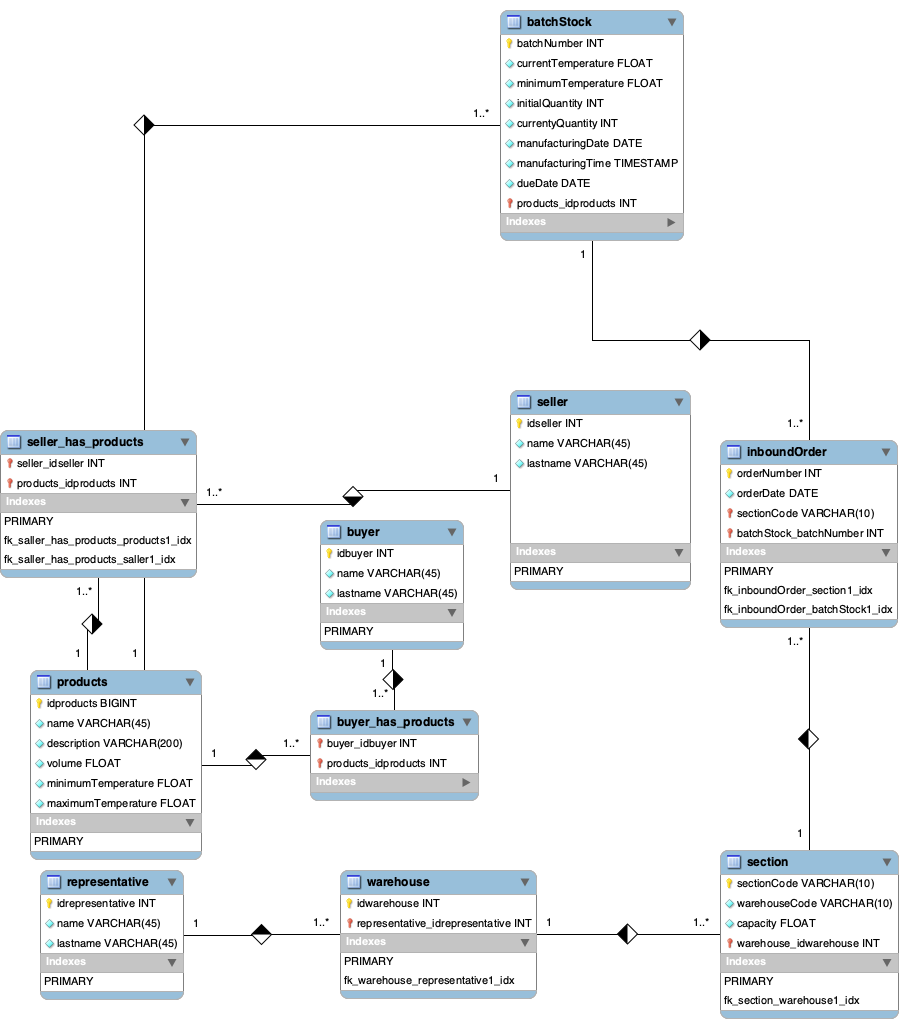 batchStock
batchNumber INT
currentTemperature FLOAT
minimumTemperature FLOAT
initialQuantity INT
currentyQuantity INT
manufacturingDate DATE
manufacturingTime TIMESTAMP
dueDate DATE
products_idproducts INT
Indexes
1..*
1
seller
idseller INT
name VARCHAR(45)
lastname VARCHAR(45)
Indexes
PRIMARY
1..*
inboundOrder
orderNumber INT
orderDate DATE
sectionCode VARCHAR(10)
batchStock_batchNumber INT
Indexes
PRIMARY
fk_inboundOrder_section1_idx
fk_inboundOrder_batchStock1_idx
seller_has_products
seller_idseller INT
products_idproducts INT
Indexes
PRIMARY
fk_saller_has_products_products1_idx
fk_saller_has_products_saller1_idx
1..*
1
buyer
idbuyer INT
name VARCHAR(45)
lastname VARCHAR(45)
Indexes
PRIMARY
1..*
1
1
1
1..*
1..*
products
idproducts BIGINT
name VARCHAR(45)
description VARCHAR(200)
volume FLOAT
minimumTemperature FLOAT
maximumTemperature FLOAT
Indexes
PRIMARY
1
1..*
buyer_has_products
buyer_idbuyer INT
products_idproducts INT
Indexes
1
representative
idrepresentative INT
name VARCHAR(45)
lastname VARCHAR(45)
Indexes
PRIMARY
1
1..*
warehouse
idwarehouse INT
representative_idrepresentative INT
Indexes
PRIMARY
fk_warehouse_representative1_idx
1
1..*
section
sectionCode VARCHAR(10)
warehouseCode VARCHAR(10)
capacity FLOAT
warehouse_idwarehouse INT
Indexes
PRIMARY
fk_section_warehouse1_idx